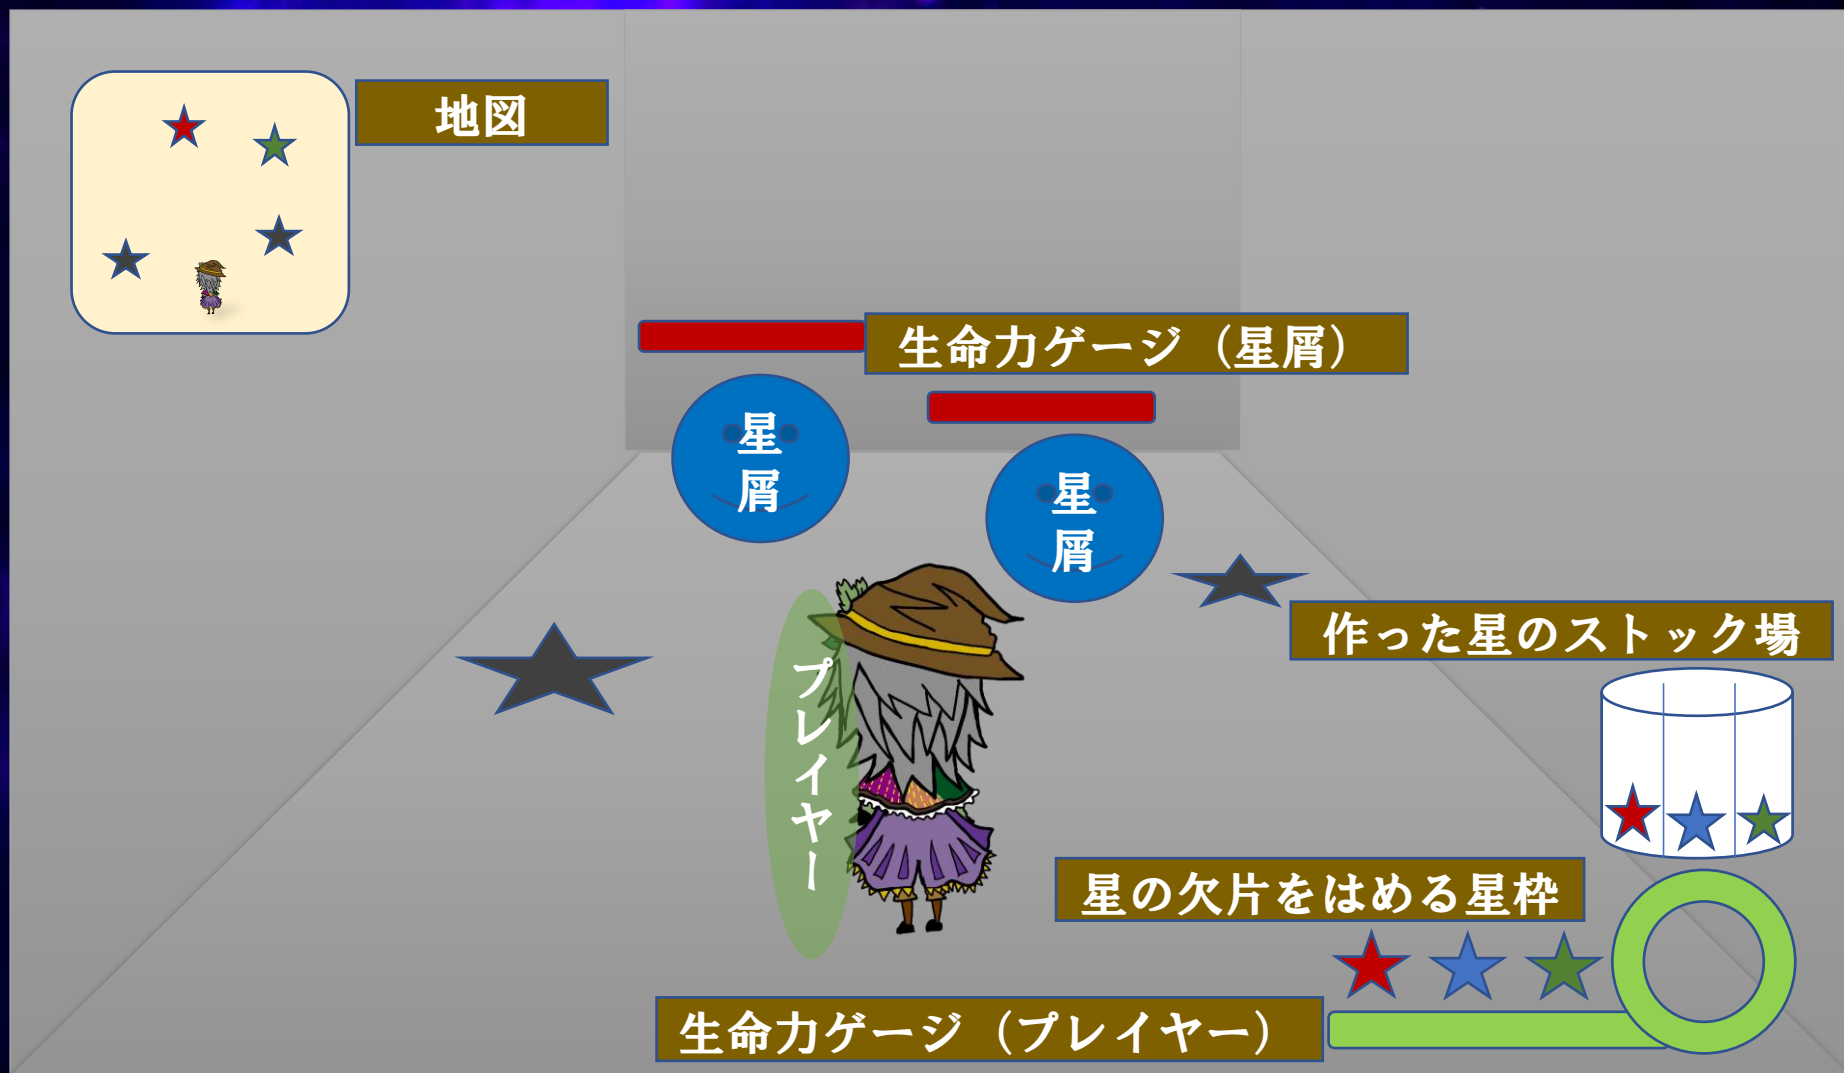 地図
生命力ゲージ（星屑）
星屑
星屑
作った星のストック場
プレイヤー
星の欠片をはめる星枠
生命力ゲージ（プレイヤー）